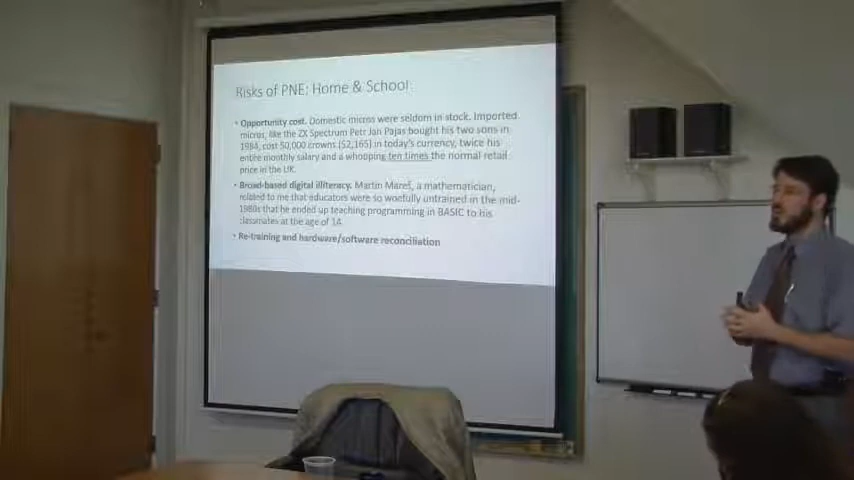 Risks of PNE: Home & School
• Opportunity cost. Domestic micros were seldom in stock. Imported
micros, like the ZX Spectrum Petr Jan Pajas bought his two sons in
1984, cost 50,000 crowns ($2,165) in today's currency, twice his
entire monthly salary and a whooping ten times the normal retail
price in the UK.
• Broad-based digital illiteracy. Martin Mareš, a mathematician,
related to me that educators were so woefully untrained in the mid-
1980s that he ended up teaching programming in BASIC to his
classmates at the age of 14.
• Re-training and hardware/software reconciliation